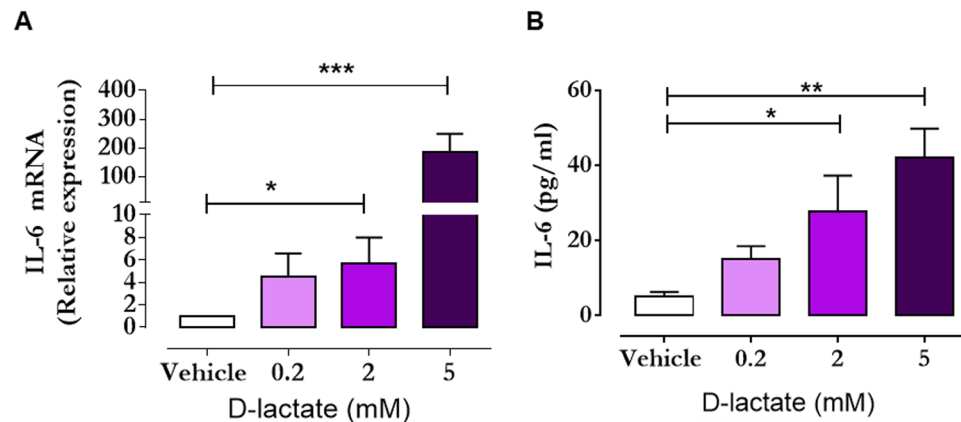 A
IL-6 mRNA
(Relative expression)
400
300
200
100
10
8
6
4
2
0
***
*
Vehicle 0.2 2 5
D-lactate (mM)
B
IL-6 (pg/ml)
60
40
20
0
**
*
Vehicle 0.2 2 5
D-lactate (mM)